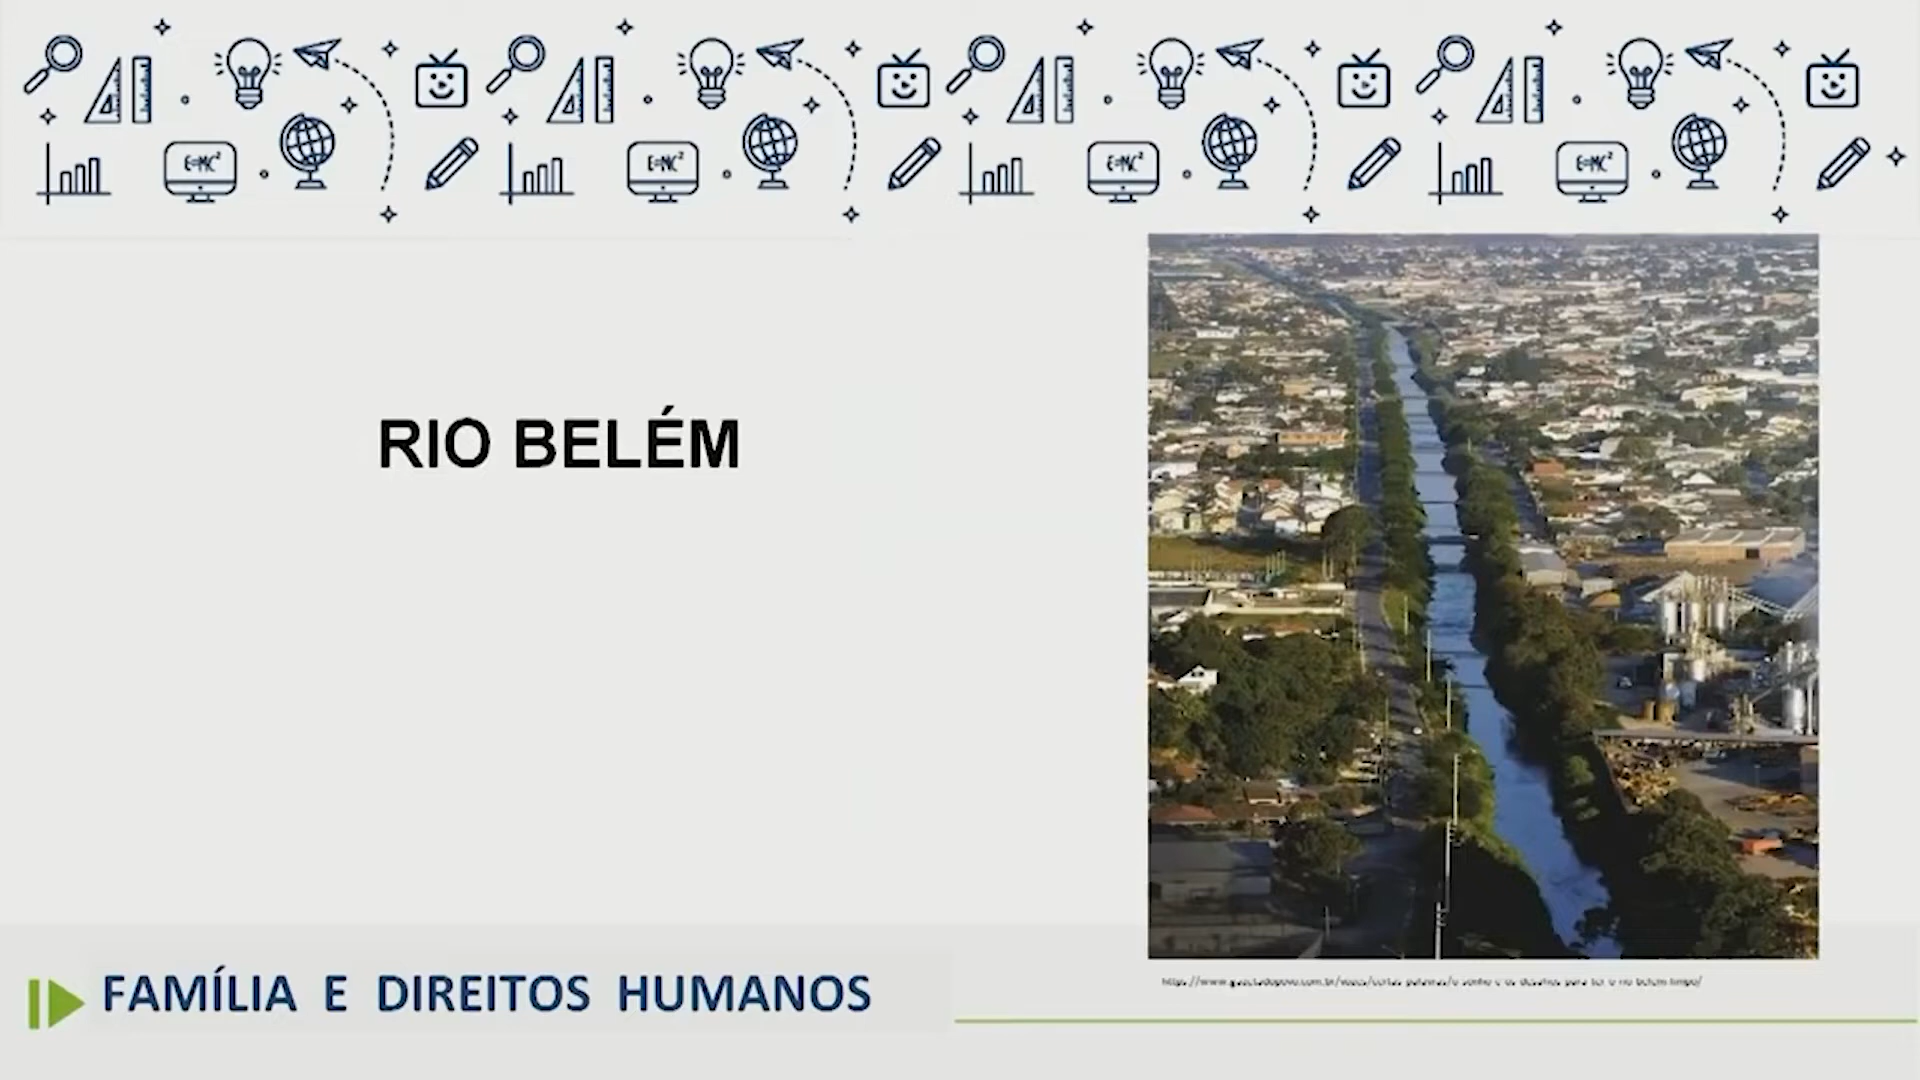 E=MC²
E=MC²
E=MC²
E=MC²
RIO BELÉM
FAMÍLIA E DIREITOS HUMANOS